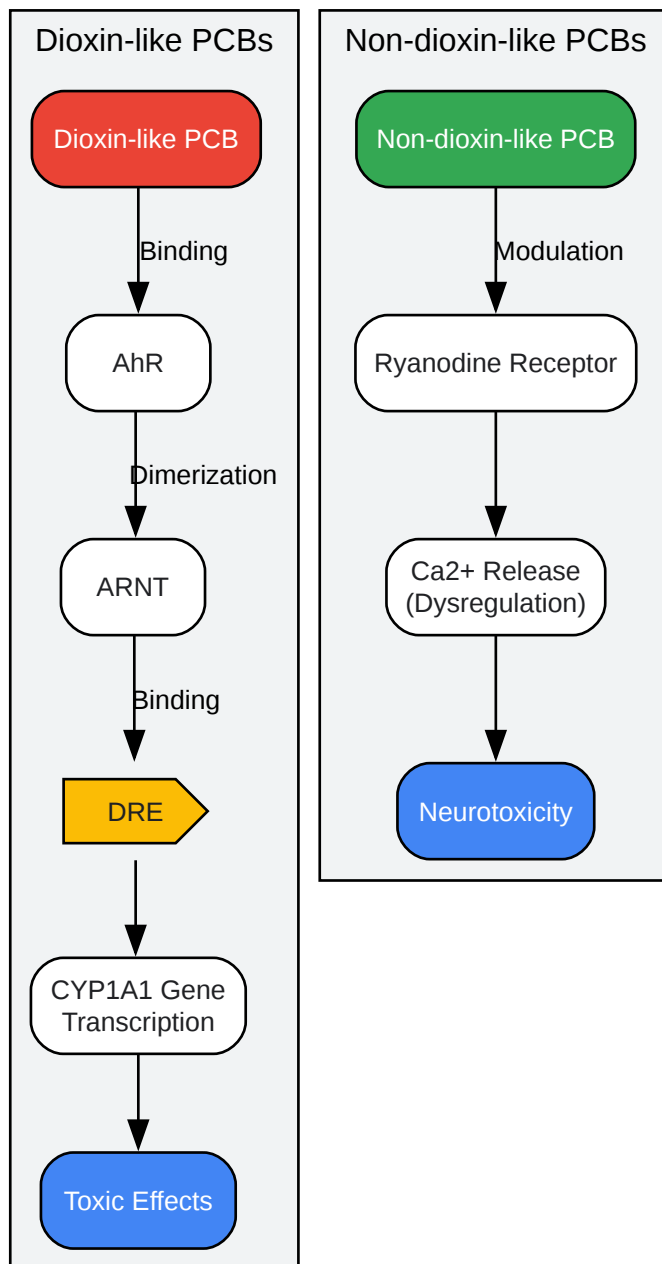 Dioxin-like PCBs
Dioxin-like PCB
Binding
AhR
Dimerization
ARNT
Binding
DRE
CYP1A1 Gene
Transcription
Toxic Effects
Non-dioxin-like PCBs
Non-dioxin-like PCB
Modulation
Ryanodine Receptor
Ca2+ Release
(Dysregulation)
Neurotoxicity